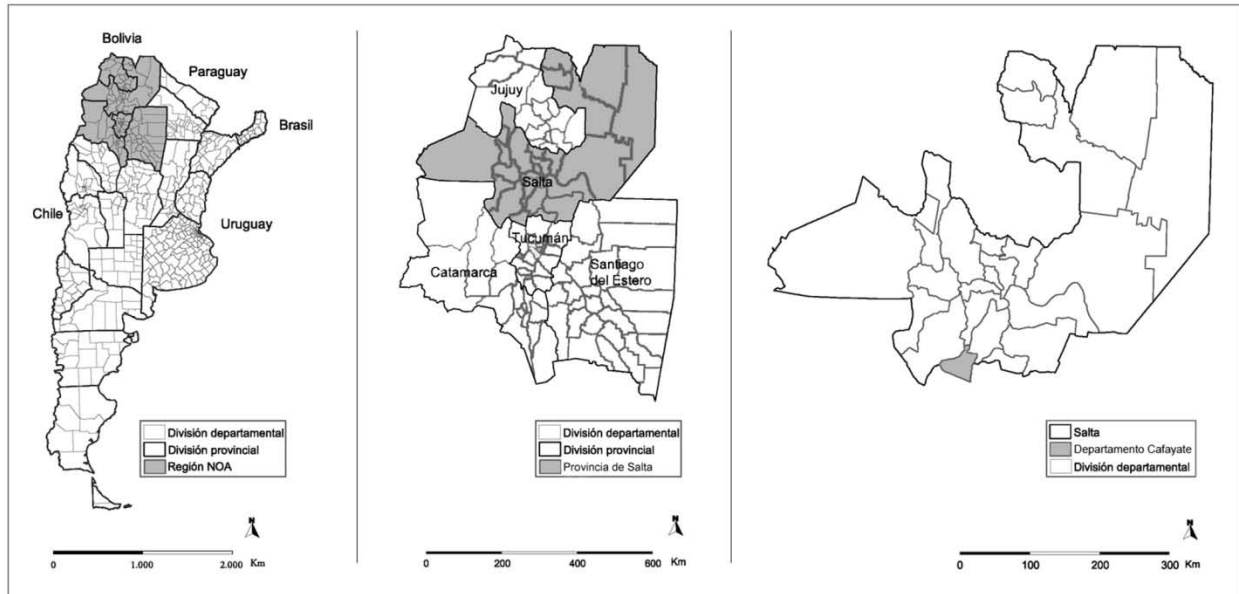 Bolivia
Paraguay
Brasil
Chile
Uruguay
División departamental
División provincial
Región NOA
N
0 1.000 2.000 Km
Jujuy
Salta
Tucumán
Catamarca
Santiago
del Estero
División departamental
División provincial
Provincia de Salta
N
0 200 400 600
Km
Salta
Departamento Cafayate
División departamental
N
0 100 200 300
Km